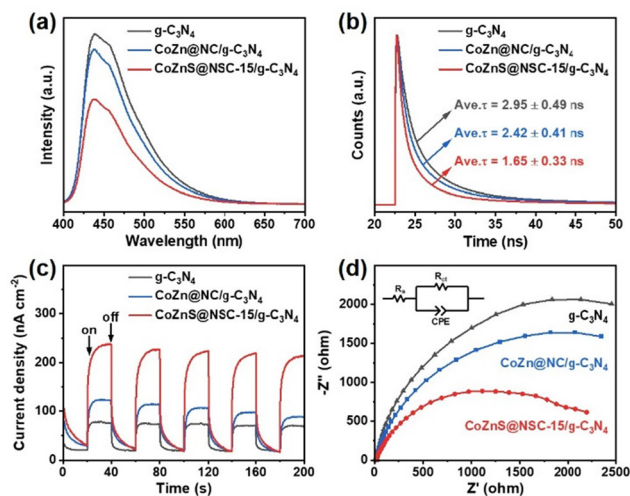 (a)
g-C₃N₄
CoZn@NC/g-C₃N₄
CoZnS@NSC-15/g-C₃N₄
Intensity (a.u.)
400 450 500 550 600 650 700
Wavelength (nm)
(b)
g-C₃N₄
CoZn@NC/g-C₃N₄
CoZnS@NSC-15/g-C₃N₄
Ave.τ = 2.95 ± 0.49 ns
Ave.τ = 2.42 ± 0.41 ns
Ave.τ = 1.65 ± 0.33 ns
Counts (a.u.)
20 25 30 35 40 45 50
Time (ns)
(c)
g-C₃N₄
CoZn@NC/g-C₃N₄
CoZnS@NSC-15/g-C₃N₄
on off
Current density (nA cm⁻²)
400
300
200
100
0
0 40 80 120 160 200
Time (s)
(d)
Rct
Rs
CPE
g-C₃N₄
CoZn@NC/g-C₃N₄
CoZnS@NSC-15/g-C₃N₄
-Z'' (ohm)
2000
1500
1000
500
0
0 500 1000 1500 2000 2500
Z' (ohm)